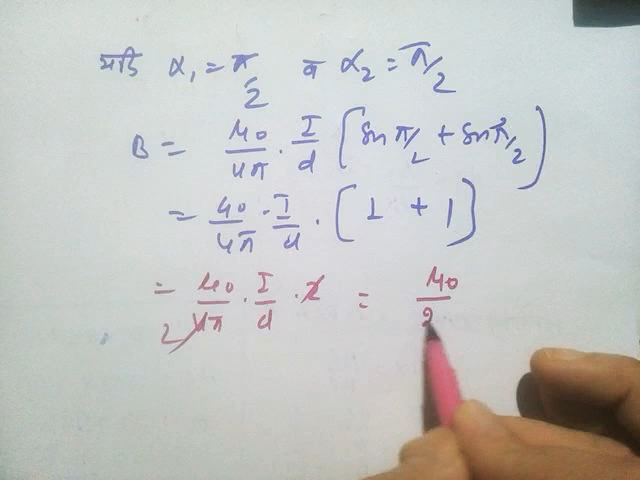 यदि α₁ = π/2 व α₂ = π/2
B = μ₀/4π · I/d [sin π/2 + sin π/2]
= μ₀/4π · I/d · [1 + 1]
= μ₀/4π · I/d · 2 = μ₀/2
2